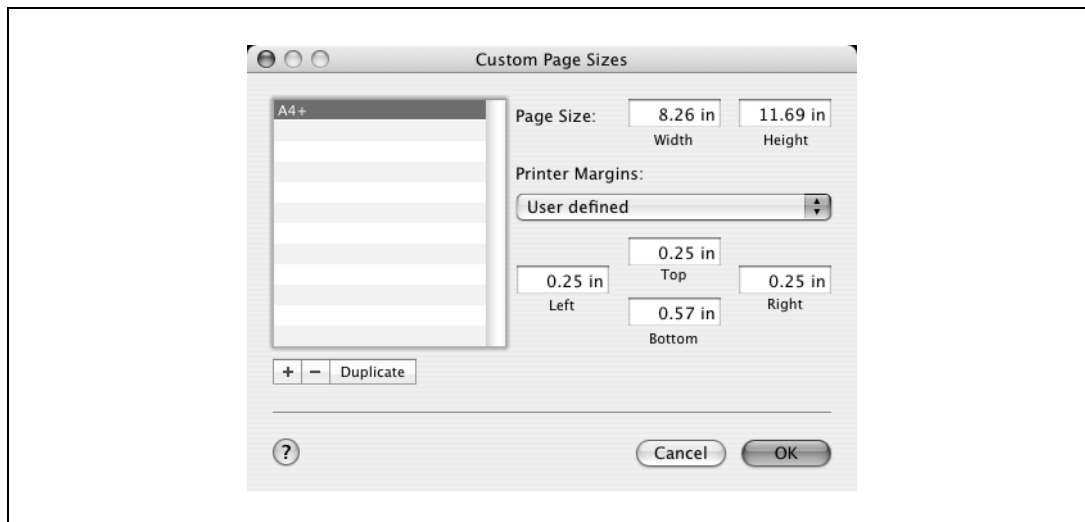 Custom Page Sizes
A4+
Page Size:
8.26 in
11.69 in
Width
Height
Printer Margins:
User defined
0.25 in
Top
0.25 in
Left
0.25 in
Right
0.57 in
Bottom
+ − Duplicate
?
Cancel
OK